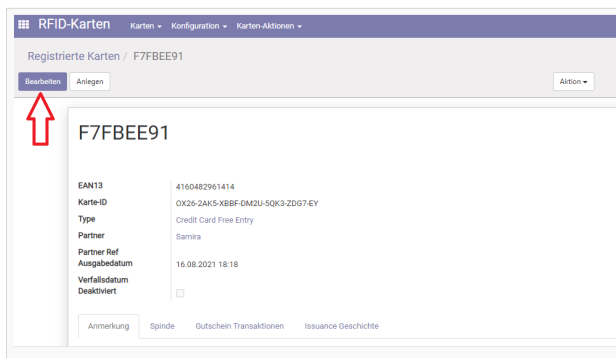 RFID-Karten Karten Konfiguration Karten-Aktionen
Registrierte Karten / F7FBEE91
Bearbeiten Anlegen Aktion
F7FBEE91
EAN13 4160482961414
Karte-ID OX26-2AK5-XBBF-DM2U-5QK3-ZDG7-EY
Type Credit Card Free Entry
Partner Samira
Partner Ref
Ausgabedatum 16.08.2021 18:18
Verfallsdatum
Deaktiviert
Anmerkung Spinde Gutschein Transaktionen Issuance Geschichte